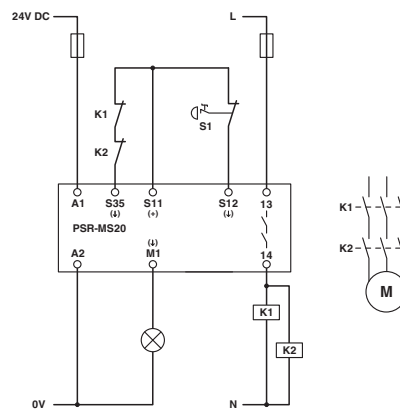 24V DC
L
K1
K2
S1
A1
S35
(↓)
S11
(+)
S12
(↓)
13
PSR-MS20
A2
(↓)
M1
14
K1
K2
0V
N
K1
K2
M